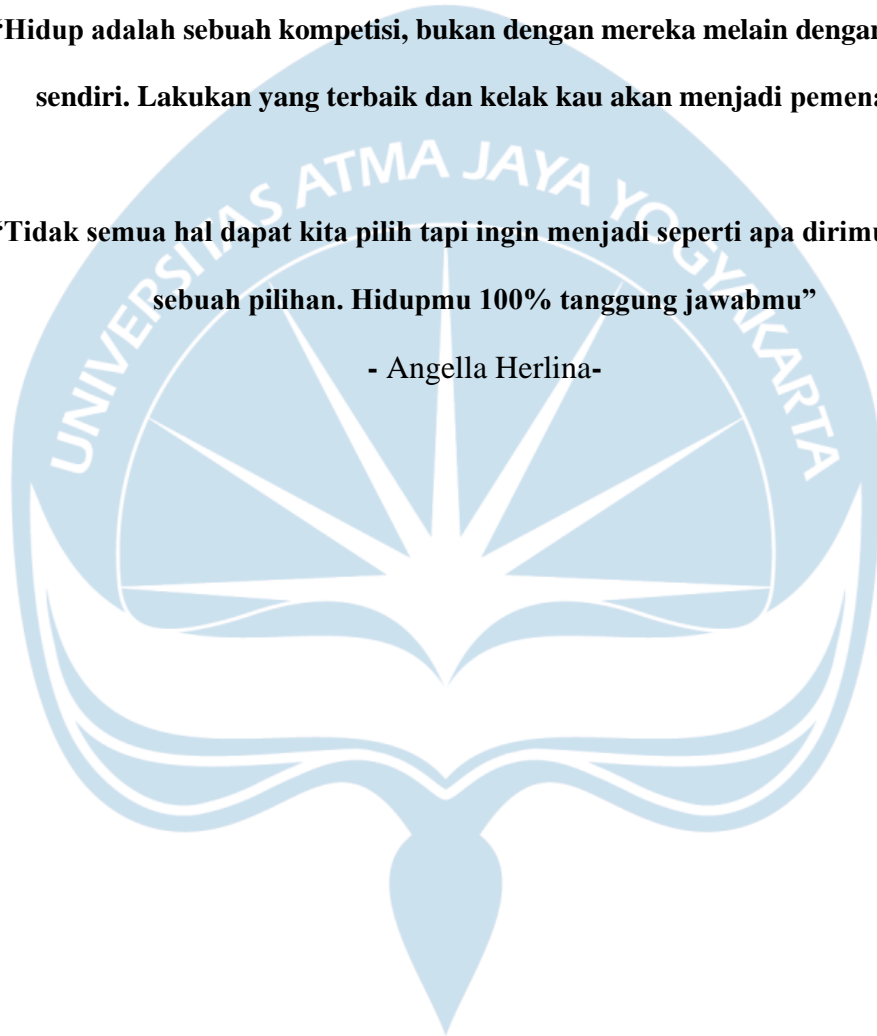 “Hidup adalah sebuah kompetisi, bukan dengan mereka melain dengan
sendiri. Lakukan yang terbaik dan kelak kau akan menjadi
UNIVERSITAS ATMA JAYA YOGYAKARTA
“Tidak semua hal dapat kita pilih tapi ingin menjadi seperti apa dirimu
sebuah pilihan. Hidupmu 100% tanggung jawabmu”
- Angella Herlina-